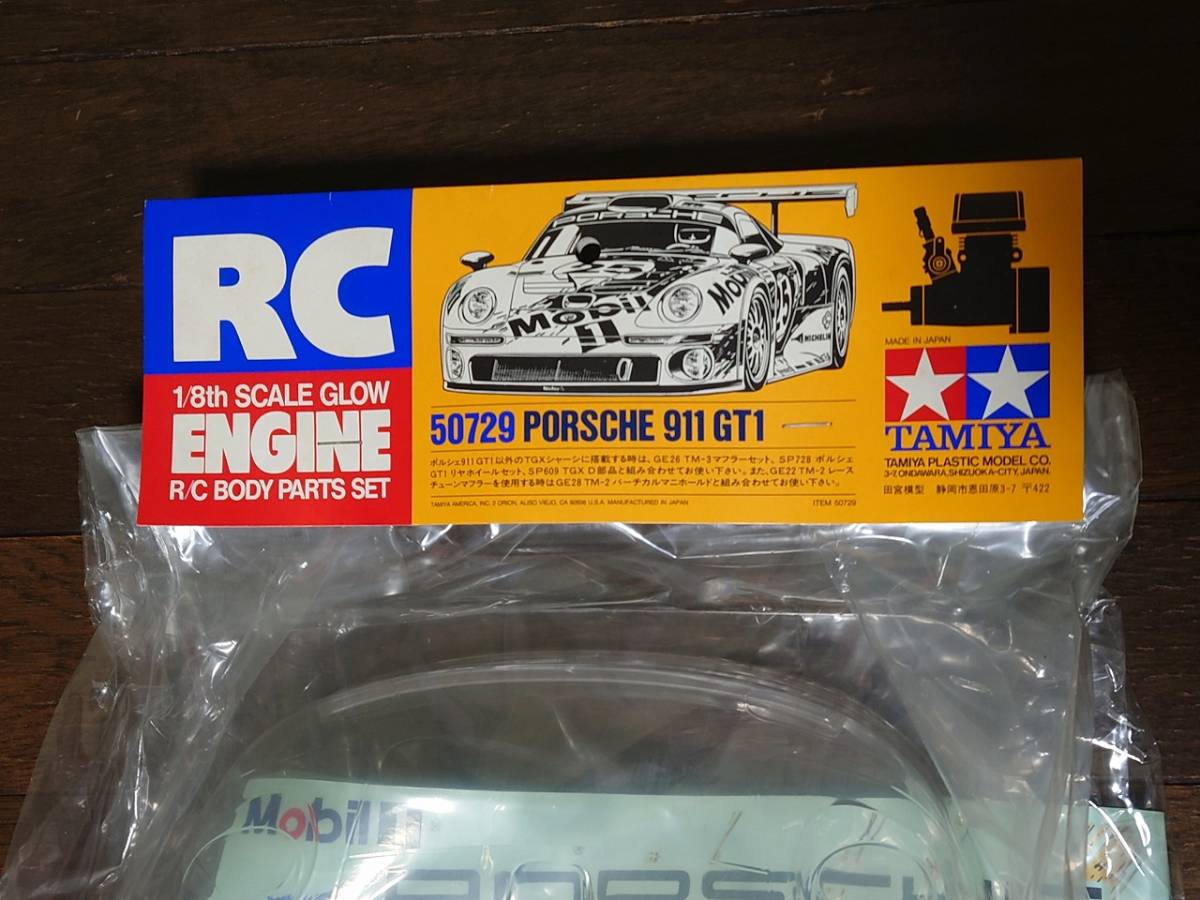 RC
1/8th SCALE GLOW
ENGINE
R/C BODY PARTS SET
PORSCHE
Mobil
1
Mobil
25
MICHELIN
50729 PORSCHE 911 GT1
ポルシェ911GT1以外のTGXシャーシに搭載する時は、GE26 TM-3マフラーセット、SP728 ポルシェ
GT1リヤホイールセット、SP609 TGX D部品と組み合わせてお使い下さい。また、GE22 TM-2 レース
チューンマフラーを使用する時はGE28 TM-2 バーチカルマニホールドと組み合わせてお使い下さい。
TAMIYA AMERICA, INC. 2 ORION, ALISO VIEJO, CA 92656 U.S.A. MANUFACTURED IN JAPAN
ITEM 50729
MADE IN JAPAN
TAMIYA
TAMIYA PLASTIC MODEL CO.
3-7, ONDAWARA, SHIZUOKA-CITY, JAPAN.
田宮模型 静岡市恩田原3-7 〒422
Mobil 1
PORSCHE